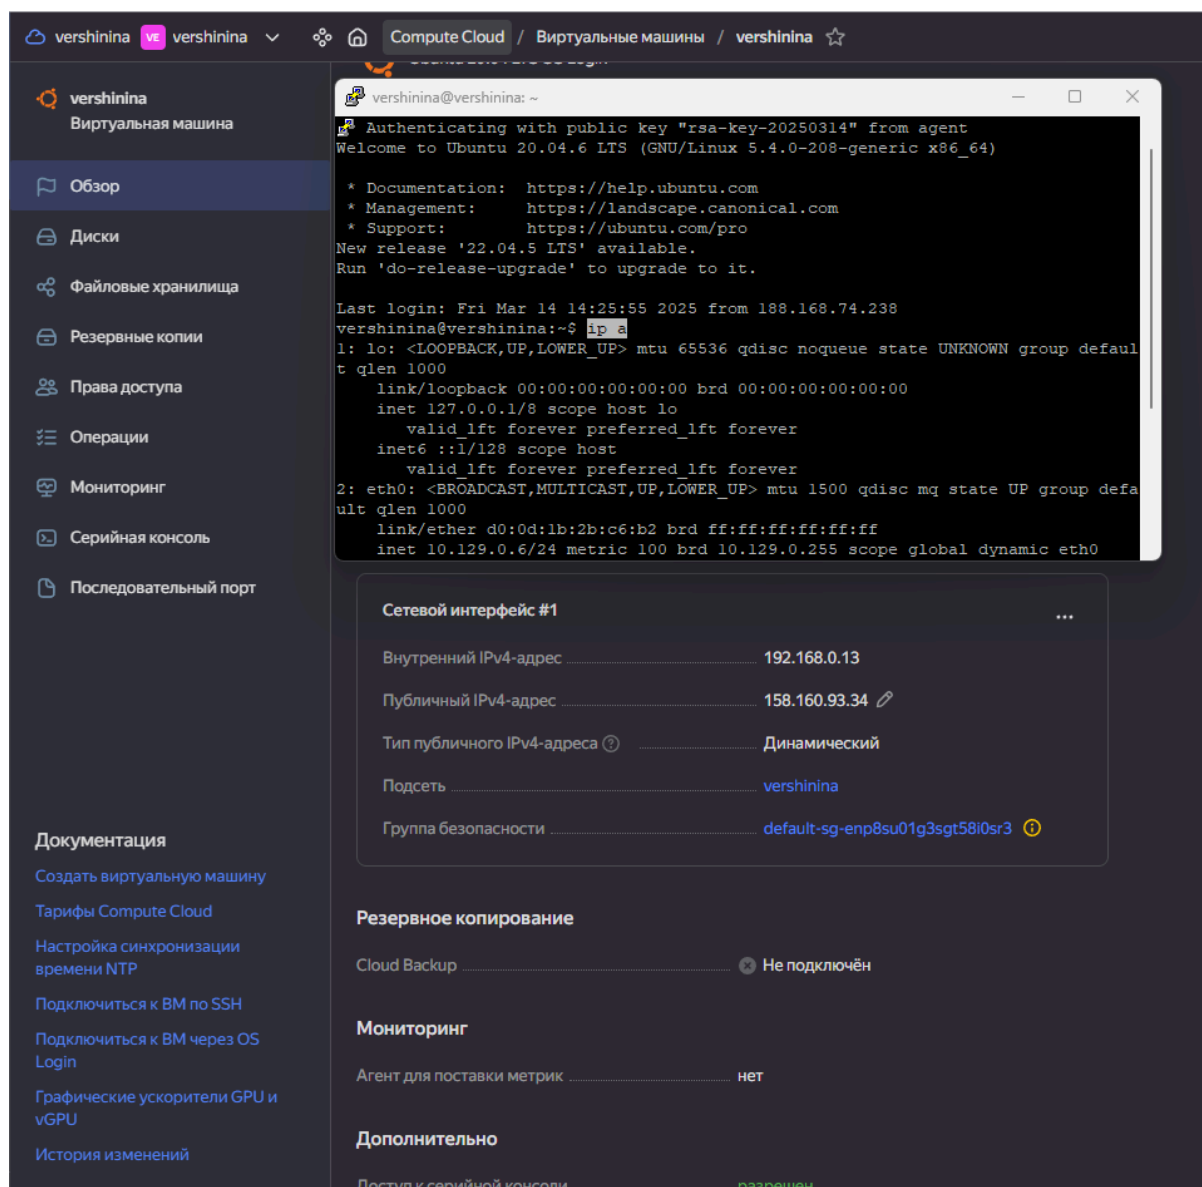 vershinina VE vershinina Compute Cloud / Виртуальные машины / vershinina
vershinina
Виртуальная машина
Обзор
Диски
Файловые хранилища
Резервные копии
Права доступа
Операции
Мониторинг
Серийная консоль
Последовательный порт
Документация
Создать виртуальную машину
Тарифы Compute Cloud
Настройка синхронизации
времени NTP
Подключиться к ВМ по SSH
Подключиться к ВМ через OS
Login
Графические ускорители GPU и
vGPU
История изменений
vershinina@vershinina: ~
Authenticating with public key "rsa-key-20250314" from agent
Welcome to Ubuntu 20.04.6 LTS (GNU/Linux 5.4.0-208-generic x86_64)
* Documentation: https://help.ubuntu.com
* Management: https://landscape.canonical.com
* Support: https://ubuntu.com/pro
New release '22.04.5 LTS' available.
Run 'do-release-upgrade' to upgrade to it.
Last login: Fri Mar 14 14:25:55 2025 from 188.168.74.238
vershinina@vershinina:~$ ip a
1: lo: <LOOPBACK,UP,LOWER_UP> mtu 65536 qdisc noqueue state UNKNOWN group defaul
t qlen 1000
link/loopback 00:00:00:00:00:00 brd 00:00:00:00:00:00
inet 127.0.0.1/8 scope host lo
valid_lft forever preferred_lft forever
inet6 ::1/128 scope host
valid_lft forever preferred_lft forever
2: eth0: <BROADCAST,MULTICAST,UP,LOWER_UP> mtu 1500 qdisc mq state UP group defa
ult qlen 1000
link/ether d0:0d:1b:2b:c6:b2 brd ff:ff:ff:ff:ff:ff
inet 10.129.0.6/24 metric 100 brd 10.129.0.255 scope global dynamic eth0
Сетевой интерфейс #1
Внутренний IPv4-адрес 192.168.0.13
Публичный IPv4-адрес 158.160.93.34
Тип публичного IPv4-адреса Динамический
Подсеть vershinina
Группа безопасности default-sg-enp8su01g3sgt58i0sr3
Резервное копирование
Cloud Backup Не подключён
Мониторинг
Агент для поставки метрик нет
Дополнительно
Доступ к серийной консоли разрешен